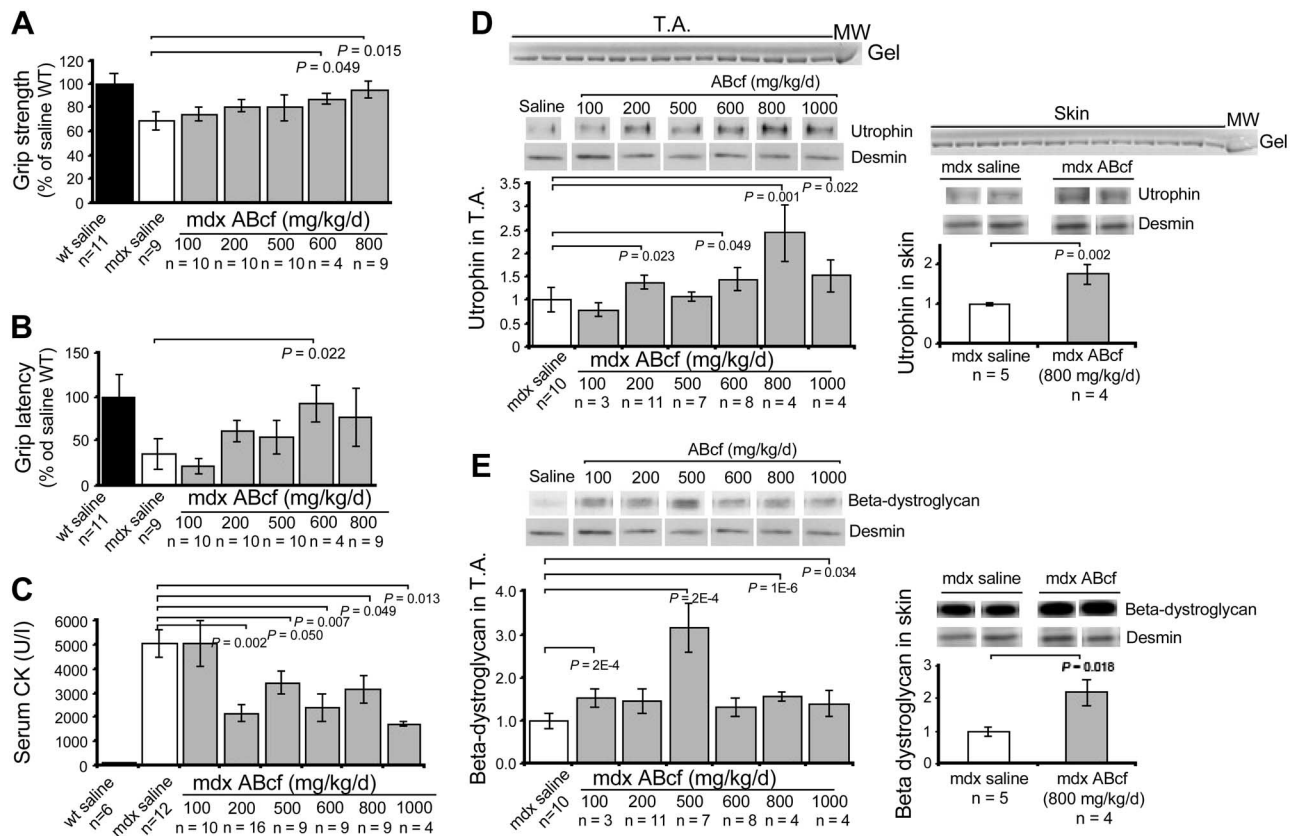 A
Grip strength
(% of saline WT)
120
100
80
60
40
20
0
P = 0.015
P = 0.049
wt saline
n=11
mdx saline
n=9
mdx ABcf (mg/kg/d)
100 200 500 600 800
n = 10 n = 10 n = 10 n = 4 n = 9
B
Grip latency
(% od saline WT)
150
100
50
0
P = 0.022
wt saline
n=11
mdx saline
n=9
mdx ABcf (mg/kg/d)
100 200 500 600 800
n = 10 n = 10 n = 10 n = 4 n = 9
C
Serum CK (U/l)
6000
5000
4000
3000
2000
1000
0
P = 0.013
P = 0.049
P = 0.007
P = 0.050
P = 0.002
wt saline
n=6
mdx saline
n=12
mdx ABcf (mg/kg/d)
100 200 500 600 800 1000
n = 10 n = 16 n = 9 n = 9 n = 9 n = 4
D
T.A.
MW
Gel
ABcf (mg/kg/d)
Saline 100 200 500 600 800 1000
Utrophin
Desmin
Utrophin in T.A.
3.5
3
2.5
2
1.5
1
0.5
0
P = 0.022
P = 0.001
P = 0.049
P = 0.023
mdx saline
n=10
mdx ABcf (mg/kg/d)
100 200 500 600 800 1000
n = 3 n = 11 n = 7 n = 8 n = 4 n = 4
Skin
MW
Gel
mdx saline mdx ABcf
Utrophin
Desmin
Utrophin in skin
3
2
1
0
P = 0.002
mdx saline
n = 5
mdx ABcf
(800 mg/kg/d)
n = 4
E
ABcf (mg/kg/d)
Saline 100 200 500 600 800 1000
Beta-dystroglycan
Desmin
Beta-dystroglycan in T.A.
4.0
3.0
2.0
1.0
0.0
P = 0.034
P = 1E-6
P = 2E-4
P = 2E-4
mdx saline
n=10
mdx ABcf (mg/kg/d)
100 200 500 600 800 1000
n = 3 n = 11 n = 7 n = 8 n = 4 n = 4
mdx saline mdx ABcf
Beta-dystroglycan
Desmin
Beta dystroglycan in skin
3
2
1
0
P = 0.018
mdx saline
n = 5
mdx ABcf
(800 mg/kg/d)
n = 4